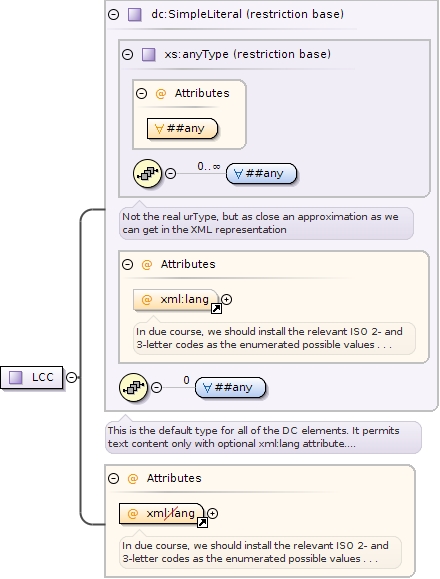 dc:SimpleLiteral (restriction base)
xs:anyType (restriction base)
@ Attributes
∀ ##any
0..∞
∀ ##any
Not the real urType, but as close an approximation as we
can get in the XML representation
@ Attributes
@ xml:lang
In due course, we should install the relevant ISO 2- and
3-letter codes as the enumerated possible values . . .
LCC
0
∀ ##any
This is the default type for all of the DC elements. It permits
text content only with optional xml:lang attribute....
@ Attributes
@ xml:lang
In due course, we should install the relevant ISO 2- and
3-letter codes as the enumerated possible values . . .